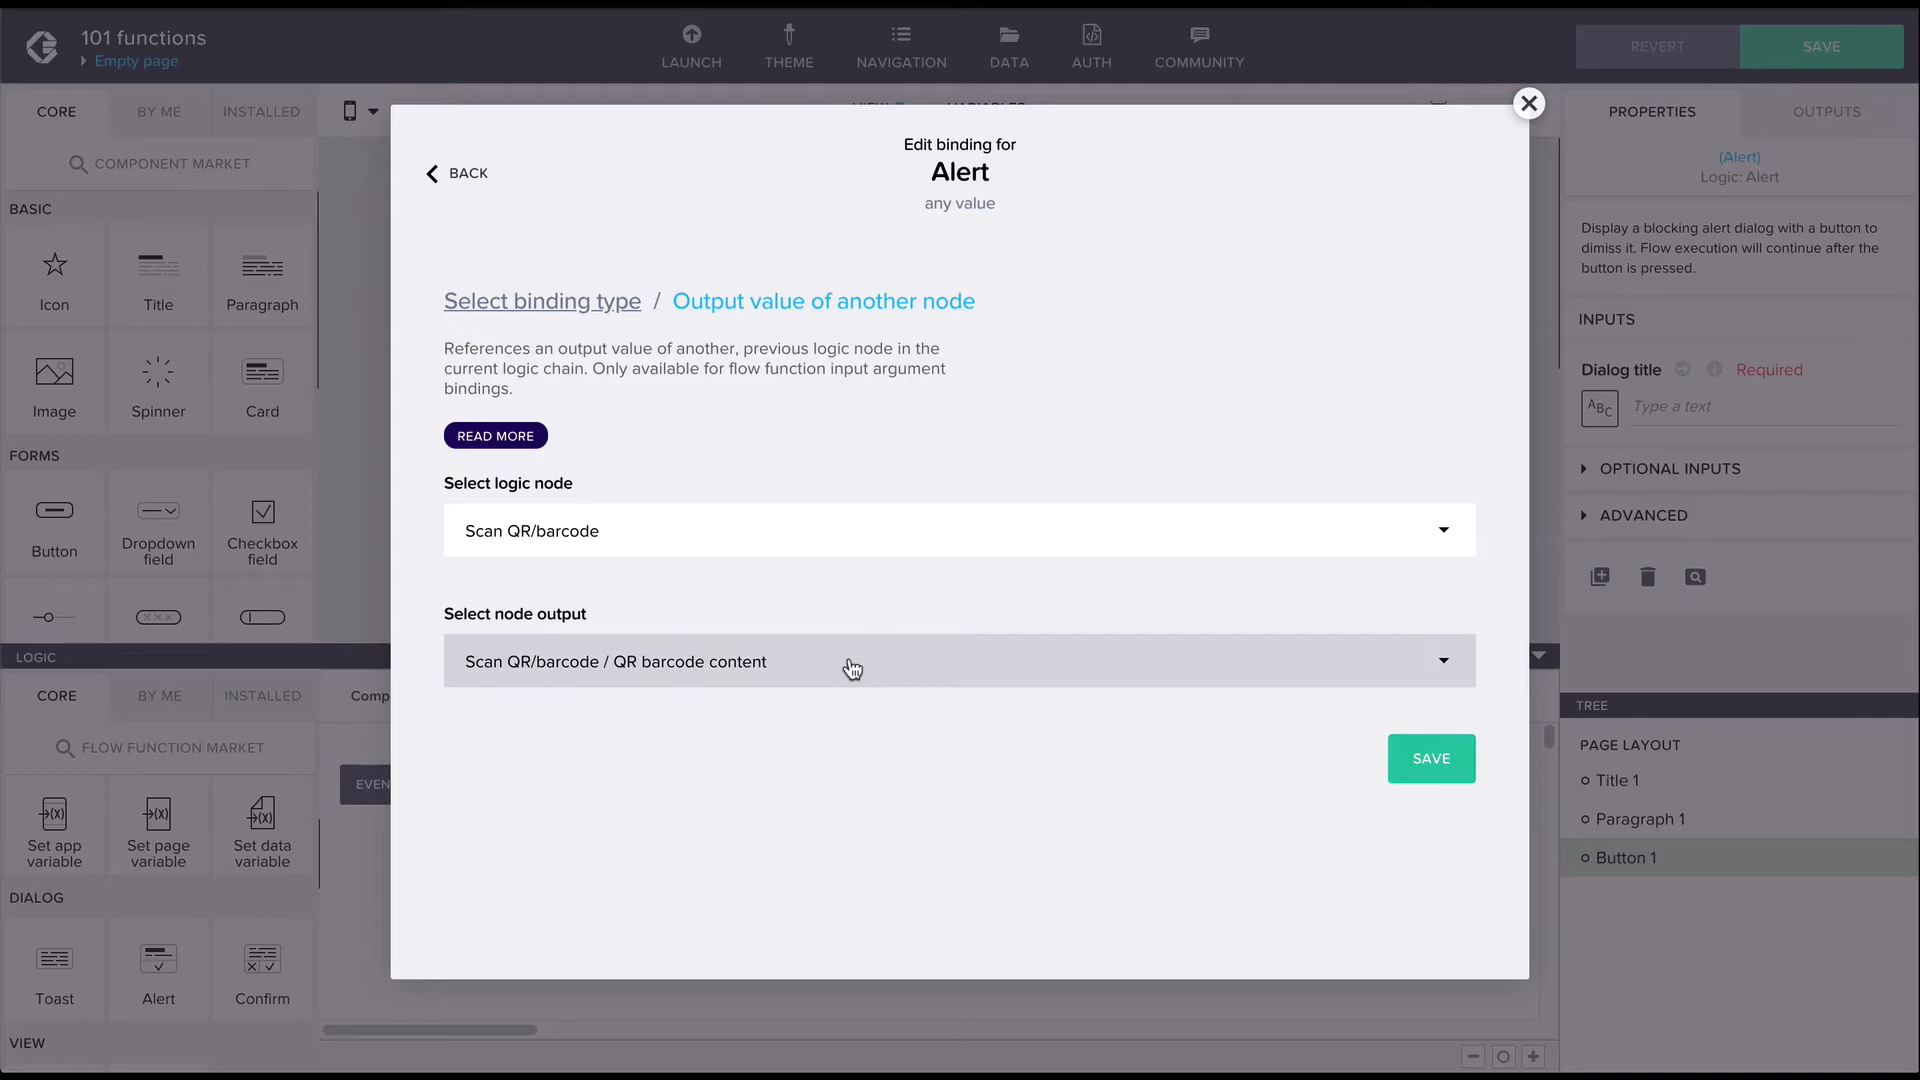 101 functions
Empty page
LAUNCH
THEME
NAVIGATION
DATA
AUTH
COMMUNITY
REVERT
SAVE
CORE
BY ME
INSTALLED
COMPONENT MARKET
BASIC
Icon
Title
Paragraph
Image
Spinner
Card
FORMS
Button
Dropdown
field
Checkbox
field
LOGIC
CORE
BY ME
INSTALLED
Comp
FLOW FUNCTION MARKET
EVEN
Set app
variable
Set page
variable
Set data
variable
DIALOG
Toast
Alert
Confirm
VIEW
Edit binding for
BACK
Alert
any value
Select binding type / Output value of another node
References an output value of another, previous logic node in the
current logic chain. Only available for flow function input argument
bindings.
READ MORE
Select logic node
Scan QR/barcode
Select node output
Scan QR/barcode / QR barcode content
SAVE
PROPERTIES
OUTPUTS
(Alert)
Logic: Alert
Display a blocking alert dialog with a button to
dimiss it. Flow execution will continue after the
button is pressed.
INPUTS
Dialog title
Required
ABC
Type a text
OPTIONAL INPUTS
ADVANCED
TREE
PAGE LAYOUT
Title 1
Paragraph 1
Button 1